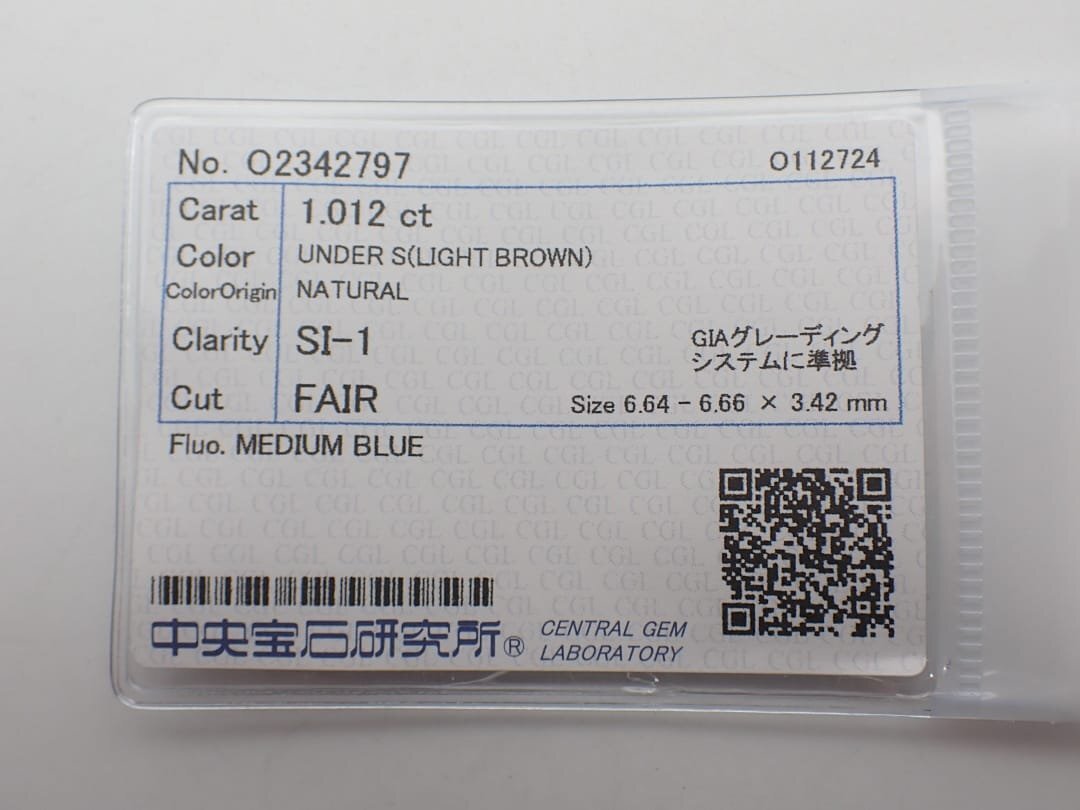 No. O2342797
O112724
Carat 1.012 ct
Color UNDER S(LIGHT BROWN)
ColorOrigin NATURAL
Clarity SI-1
GIAグレーディング
システムに準拠
Cut FAIR
Size 6.64 - 6.66 × 3.42 mm
Fluo. MEDIUM BLUE
中央宝石研究所®
CENTRAL GEM
LABORATORY